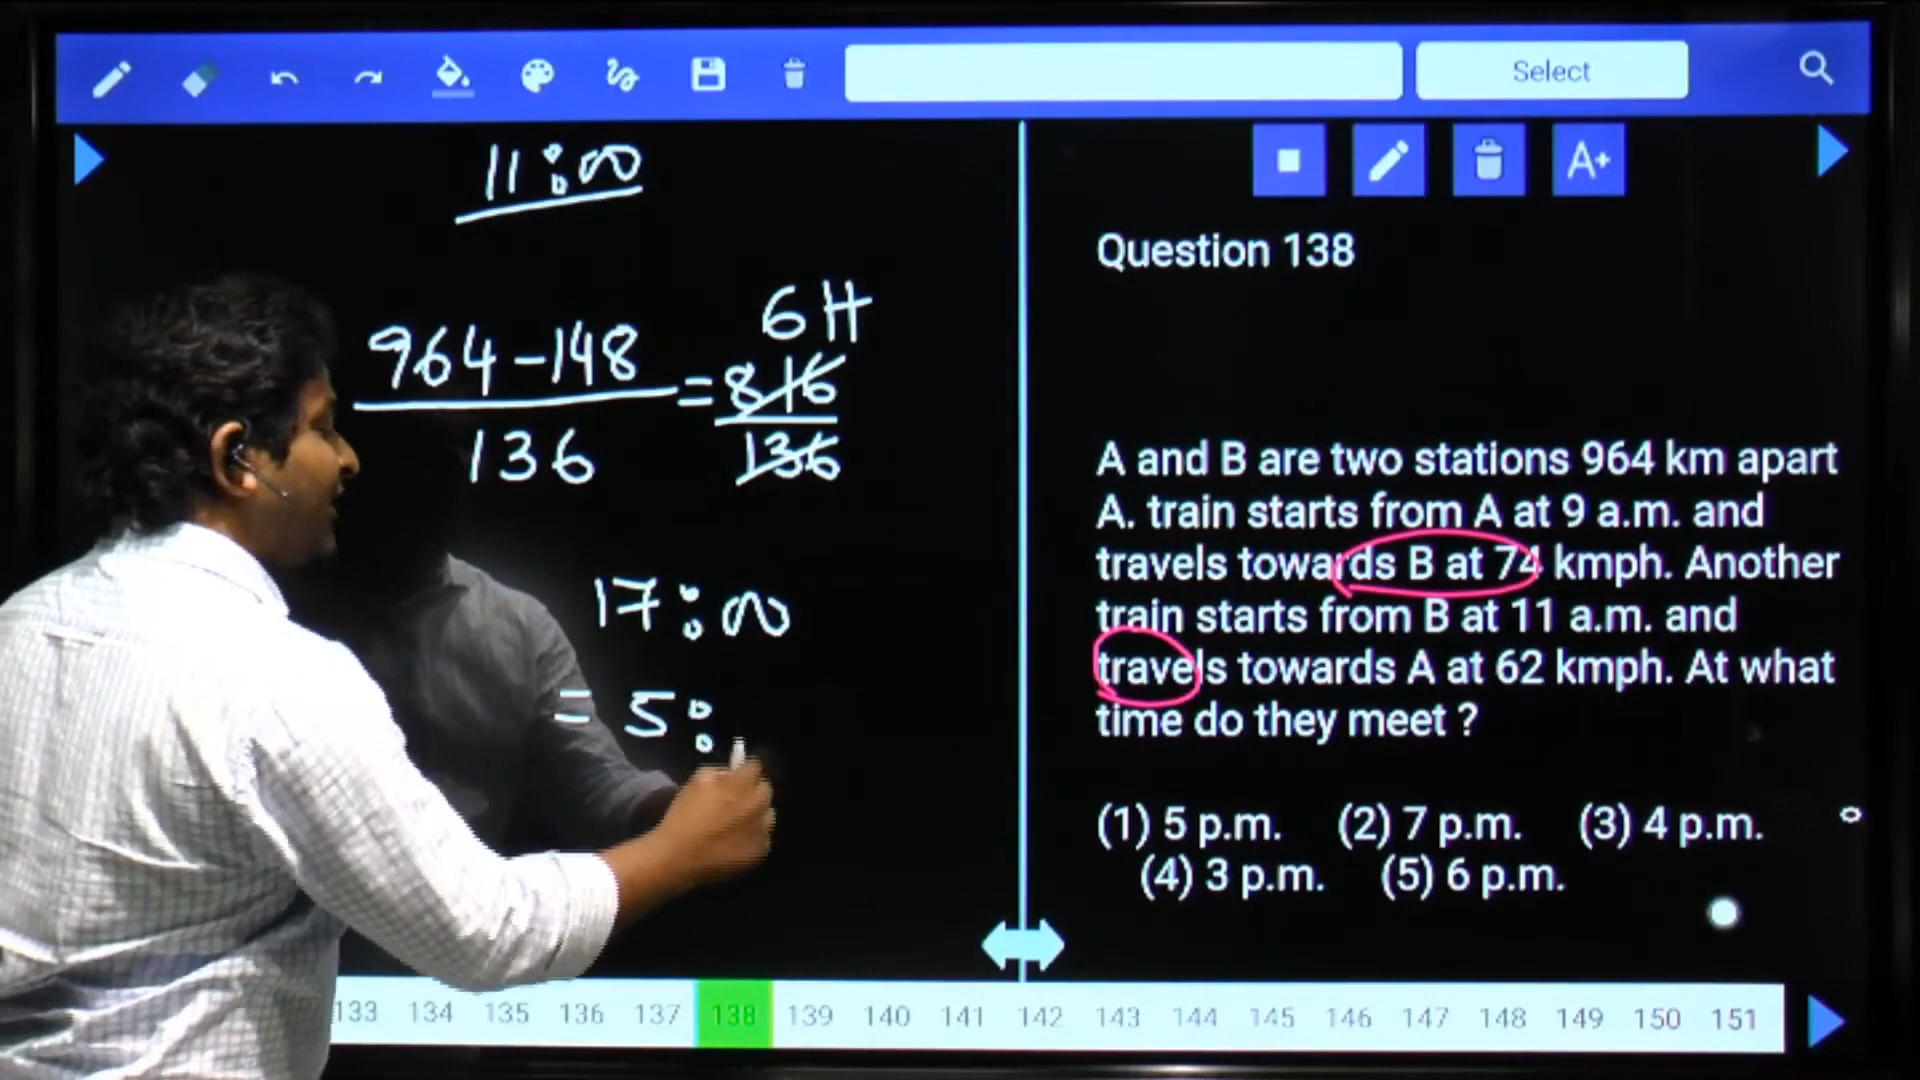 Select
A+
11:00
Question 138
964-148
136
=
6H
816
136
17:00
= 5:
A and B are two stations 964 km apart
A. train starts from A at 9 a.m. and
travels towards B at 74 kmph. Another
train starts from B at 11 a.m. and
travels towards A at 62 kmph. At what
time do they meet ?
(1) 5 p.m. (2) 7 p.m. (3) 4 p.m.
(4) 3 p.m. (5) 6 p.m.
133 134 135 136 137 138 139 140 141 142 143 144 145 146 147 148 149 150 151